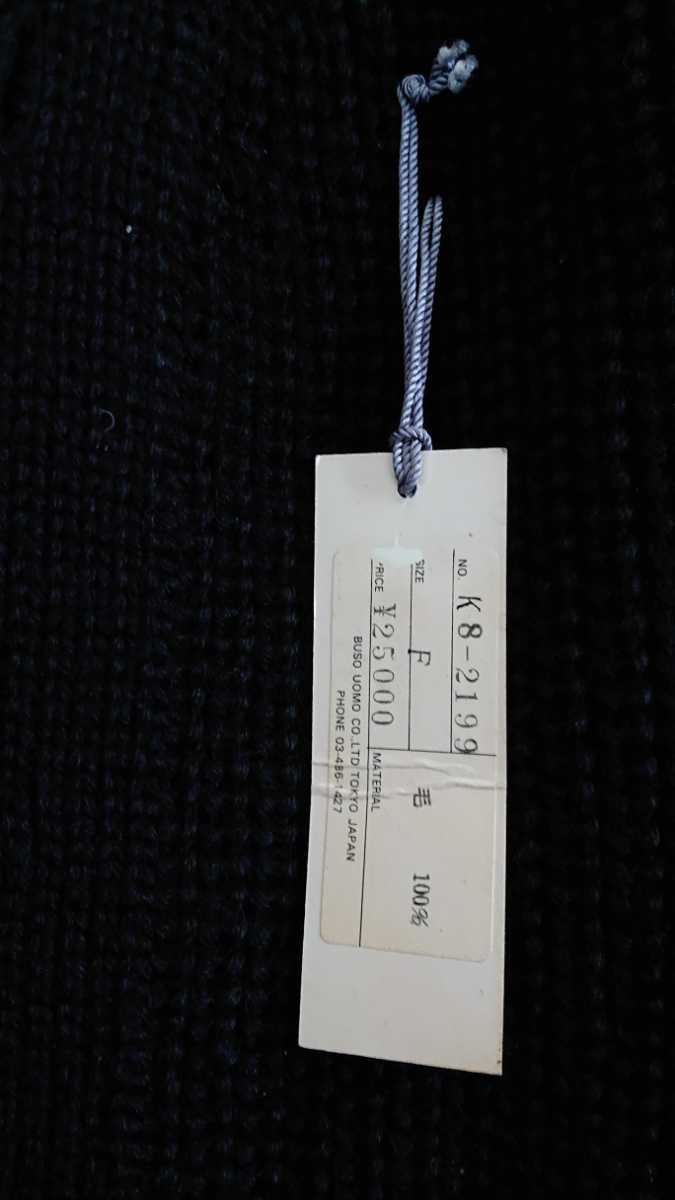 NO. K8-2199
SIZE F
PRICE ¥25000
MATERIAL
毛 100%
BUSO UOMO CO.,LTD TOKYO JAPAN
PHONE 03-486-1427